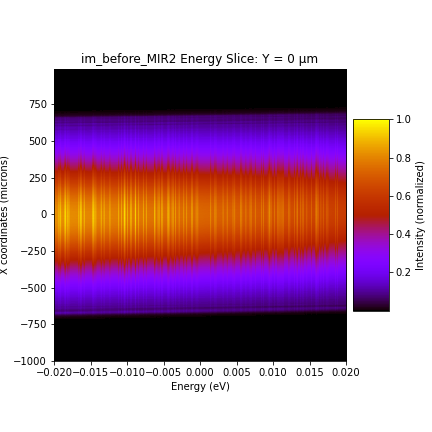 im_before_MIR2 Energy Slice: Y = 0 μm
X coordinates (microns)
750
500
250
0
−250
−500
−750
−1000
−0.020 −0.015 −0.010 −0.005 0.000 0.005 0.010 0.015 0.020
Energy (eV)
1.0
0.8
0.6
0.4
0.2
Intensity (normalized)